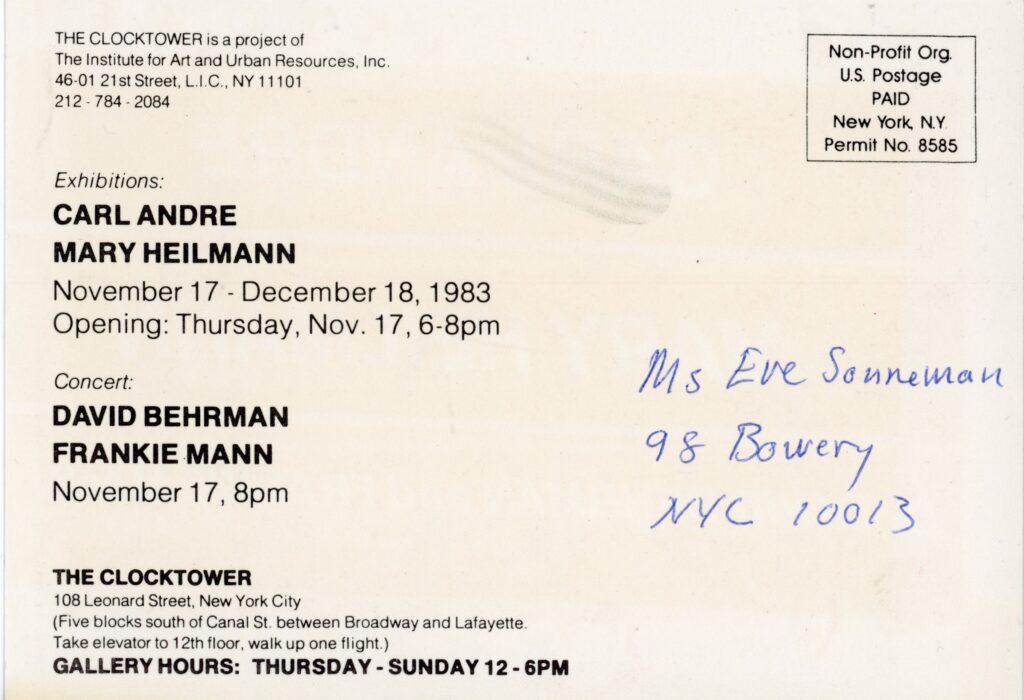 THE CLOCKTOWER is a project of
The Institute for Art and Urban Resources, Inc.
46-01 21st Street, L.I.C., NY 11101
212 - 784 - 2084
Non-Profit Org.
U.S. Postage
PAID
New York, N.Y.
Permit No. 8585
Exhibitions:
CARL ANDRE
MARY HEILMANN
November 17 - December 18, 1983
Opening: Thursday, Nov. 17, 6-8pm
Concert:
DAVID BEHRMAN
FRANKIE MANN
November 17, 8pm
Ms Eve Sonneman
98 Bowery
NYC 10013
THE CLOCKTOWER
108 Leonard Street, New York City
(Five blocks south of Canal St. between Broadway and Lafayette.
Take elevator to 12th floor, walk up one flight.)
GALLERY HOURS: THURSDAY - SUNDAY 12 - 6PM